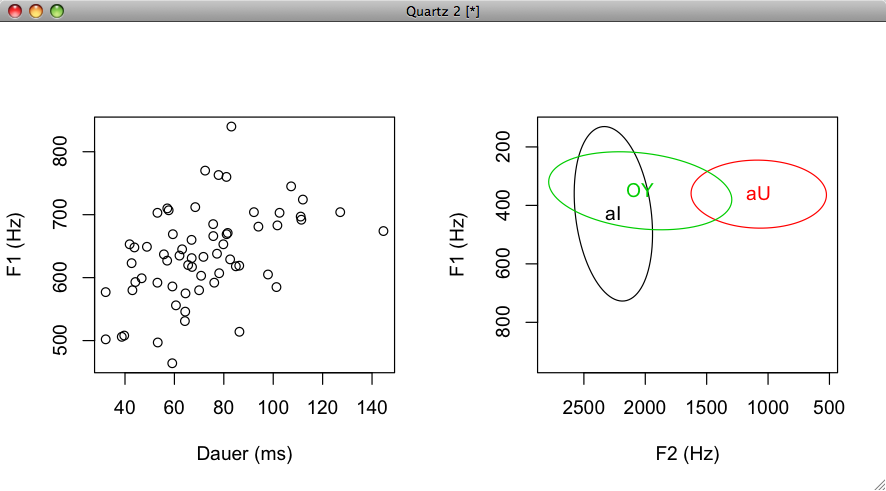 Quartz 2 [*]
F1 (Hz)
800
700
600
500
40 60 80 100 120 140
Dauer (ms)
F1 (Hz)
200
400
600
800
OY
aI
aU
2500 2000 1500 1000 500
F2 (Hz)